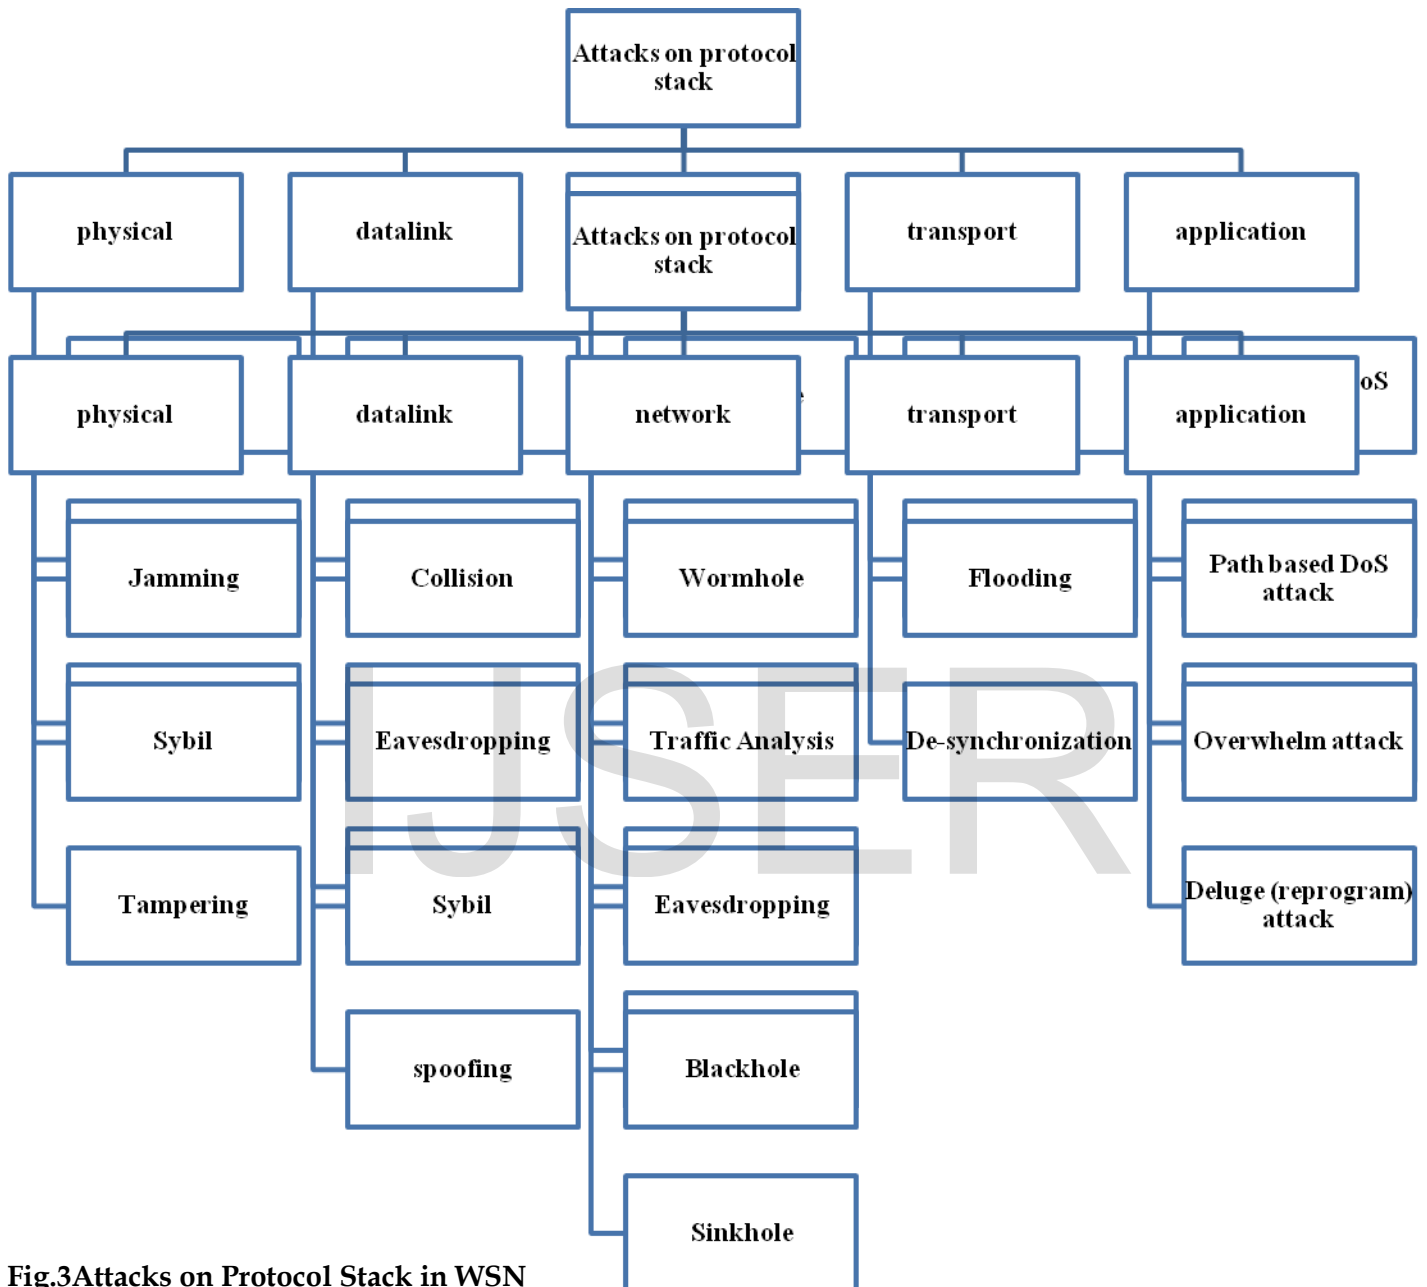 Attacks on protocol
stack
physical
datalink
Attacks on protocol
stack
transport
application
physical
datalink
network
transport
application
oS
Jamming
Collision
Wormhole
Flooding
Path based DoS
attack
Sybil
Eavesdropping
Traffic Analysis
De-synchronization
Overwhelm attack
Tampering
Sybil
Eavesdropping
Deluge (reprogram)
attack
spoofing
Blackhole
Sinkhole
IJSER
Fig.3Attacks on Protocol Stack in WSN